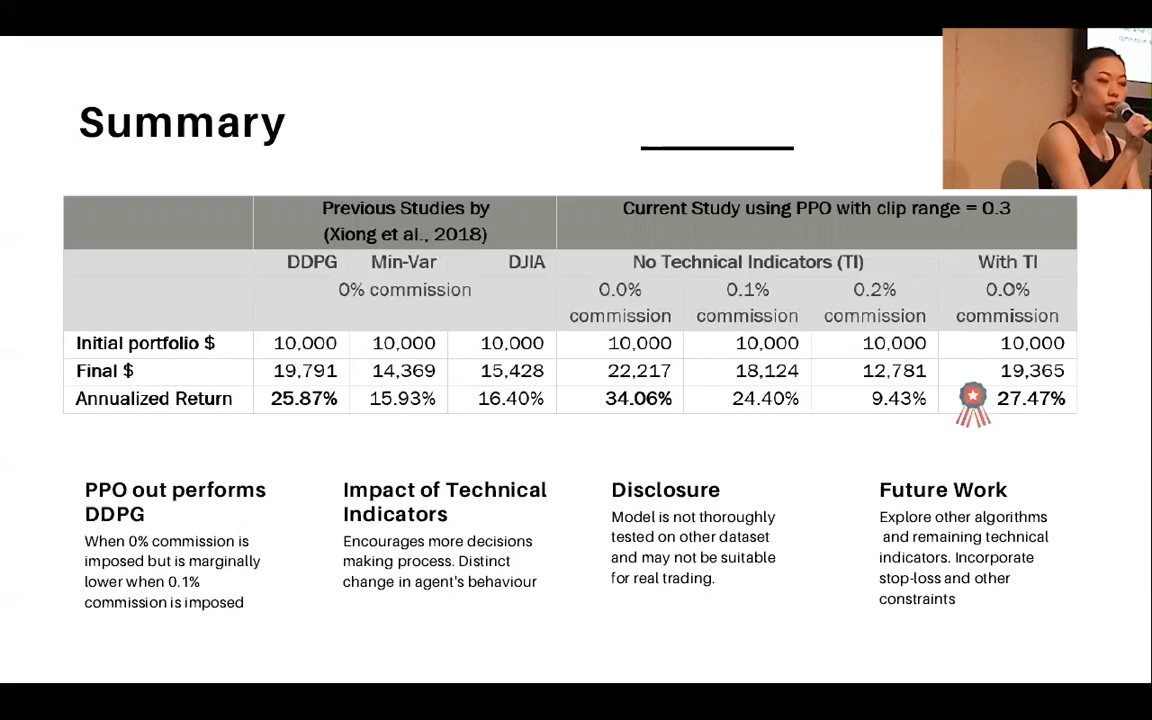 Summary
Previous Studies by
(Xiong et al., 2018)
Current Study using PPO with clip range = 0.3
DDPG Min-Var DJIA No Technical Indicators (TI) With TI
0% commission 0.0% 0.1% 0.2% 0.0%
commission commission commission commission
Initial portfolio $ 10,000 10,000 10,000 10,000 10,000 10,000 10,000
Final $ 19,791 14,369 15,428 22,217 18,124 12,781 19,365
Annualized Return 25.87% 15.93% 16.40% 34.06% 24.40% 9.43% 27.47%
PPO out performs
DDPG
When 0% commission is
imposed but is marginally
lower when 0.1%
commission is imposed
Impact of Technical
Indicators
Encourages more decisions
making process. Distinct
change in agent's behaviour
Disclosure
Model is not thoroughly
tested on other dataset
and may not be suitable
for real trading.
Future Work
Explore other algorithms
and remaining technical
indicators. Incorporate
stop-loss and other
constraints